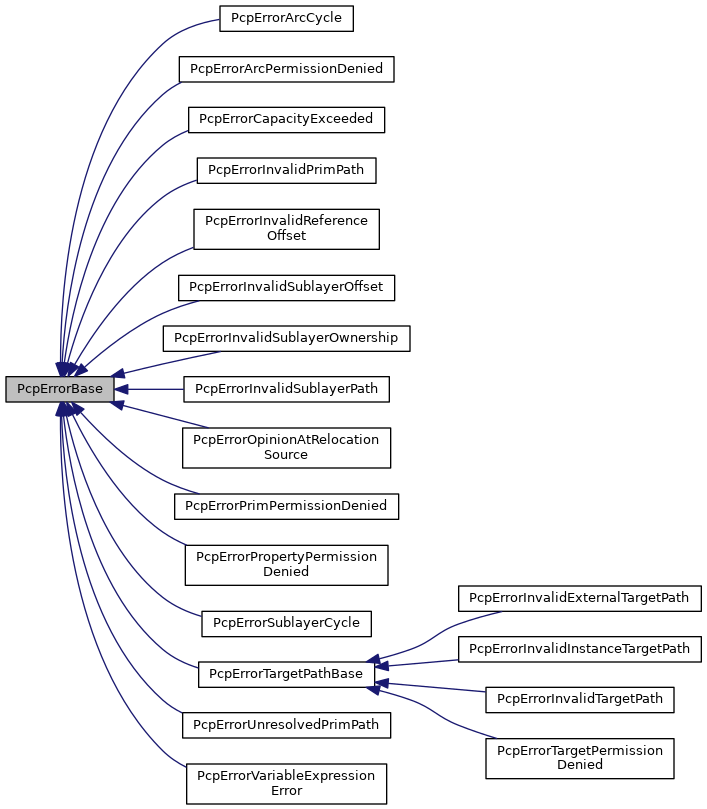 PcpErrorArcCycle
PcpErrorArcPermissionDenied
PcpErrorCapacityExceeded
PcpErrorInvalidPrimPath
PcpErrorInvalidReference
Offset
PcpErrorInvalidSublayerOffset
PcpErrorInvalidSublayerOwnership
PcpErrorBase
PcpErrorInvalidSublayerPath
PcpErrorOpinionAtRelocation
Source
PcpErrorPrimPermissionDenied
PcpErrorPropertyPermission
Denied
PcpErrorSublayerCycle
PcpErrorTargetPathBase
PcpErrorUnresolvedPrimPath
PcpErrorVariableExpression
Error
PcpErrorInvalidExternalTargetPath
PcpErrorInvalidInstanceTargetPath
PcpErrorInvalidTargetPath
PcpErrorTargetPermission
Denied